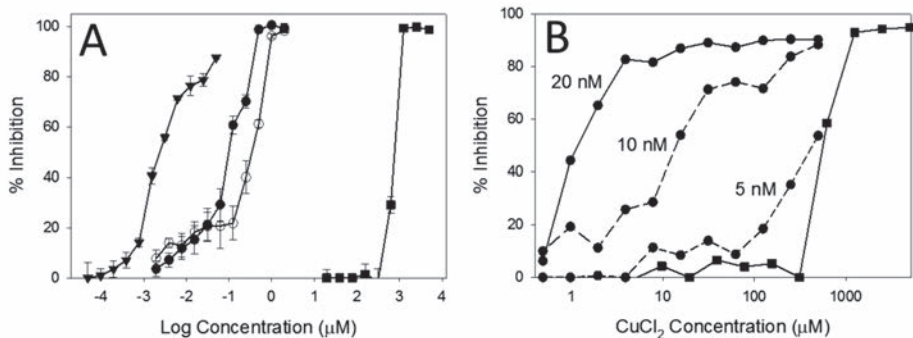 A
% Inhibition
100
80
60
40
20
0
-4 -3 -2 -1 0 1 2 3 4
Log Concentration (µM)
B
% Inhibition
100
80
60
40
20
0
20 nM
10 nM
5 nM
1 10 100 1000
CuCl₂ Concentration (µM)